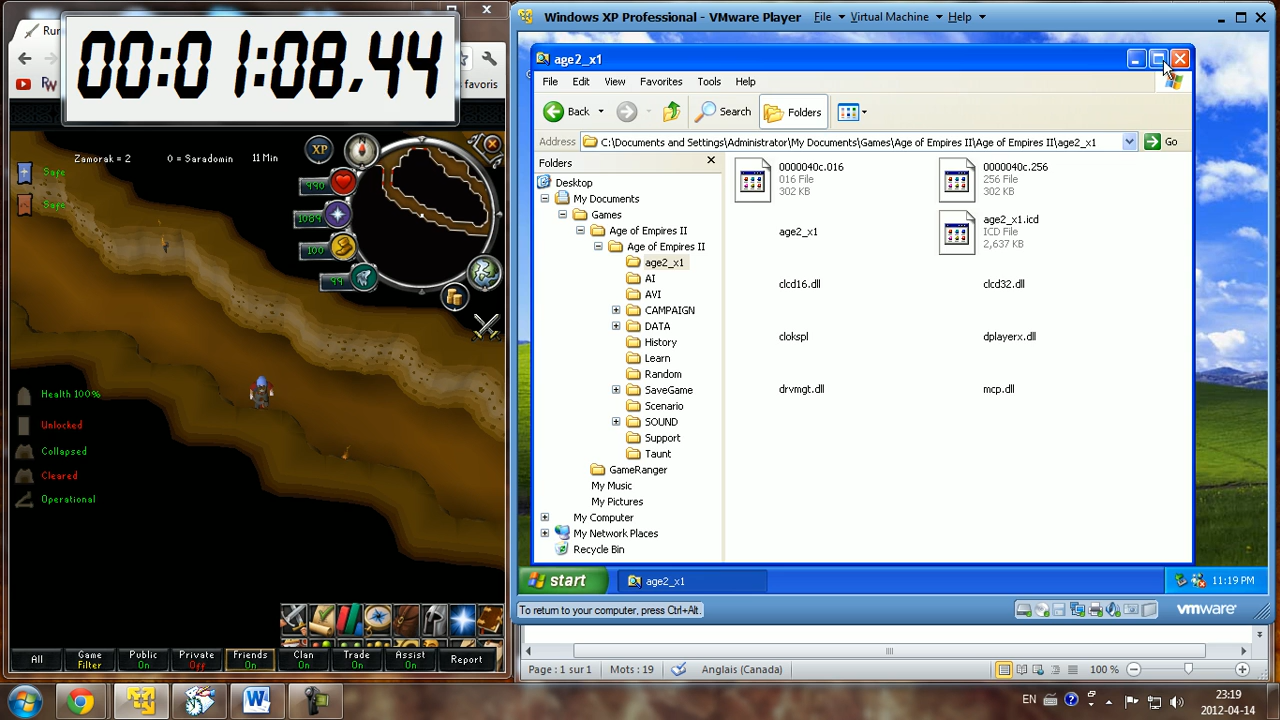 00:01:08.44
Run
favoris
Zamorak = 2
0 = Saradomin
11 Min
Safe
Safe
XP
990
1089
100
99
Health 100%
Unlocked
Collapsed
Cleared
Operational
All
Game
Filter
Public
On
Private
Off
Friends
On
Clan
On
Trade
On
Assist
On
Report
Windows XP Professional - VMware Player
File
Virtual Machine
Help
age2_x1
File
Edit
View
Favorites
Tools
Help
Back
Search
Folders
Address
C:\Documents and Settings\Administrator\My Documents\Games\Age of Empires II\Age of Empires II\age2_x1
Go
Folders
Desktop
My Documents
Games
Age of Empires II
Age of Empires II
age2_x1
AI
AVI
CAMPAIGN
DATA
History
Learn
Random
SaveGame
Scenario
SOUND
Support
Taunt
GameRanger
My Music
My Pictures
My Computer
My Network Places
Recycle Bin
0000040c.016
016 File
302 KB
0000040c.256
256 File
302 KB
age2_x1
age2_x1.icd
ICD File
2,637 KB
clcd16.dll
clcd32.dll
clokspl
dplayerx.dll
drvmgt.dll
mcp.dll
start
age2_x1
11:19 PM
To return to your computer, press Ctrl+Alt.
vmware
Page : 1 sur 1
Mots : 19
Anglais (Canada)
100 %
EN
23:19
2012-04-14